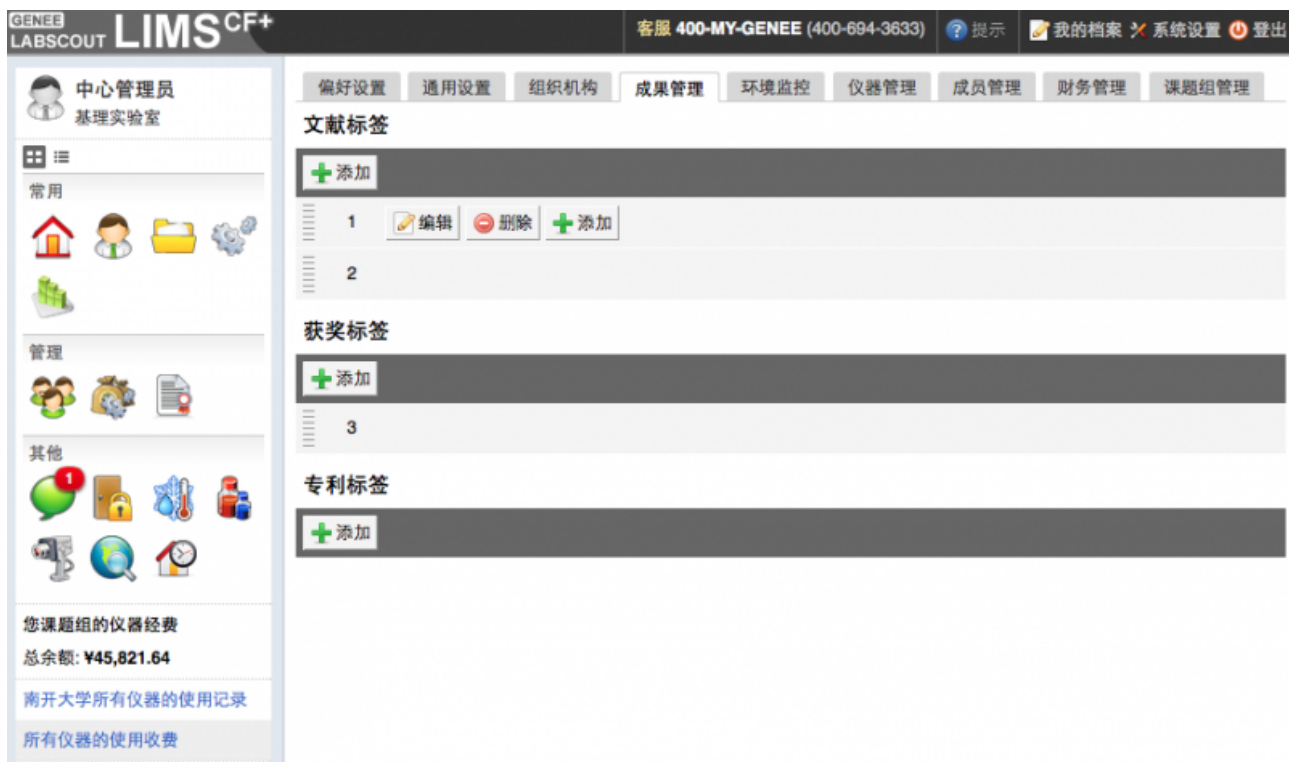 GENEE
LABSCOUT LIMS CF+
客服 400-MY-GENEE (400-694-3633) 提示 我的档案 系统设置 登出
中心管理员
基理实验室
偏好设置 通用设置 组织机构 成果管理 环境监控 仪器管理 成员管理 财务管理 课题组管理
文献标签
添加
常用
1 编辑 删除 添加
2
获奖标签
管理
添加
3
其他
1
专利标签
添加
您课题组的仪器经费
总余额: ¥45,821.64
南开大学所有仪器的使用记录
所有仪器的使用收费